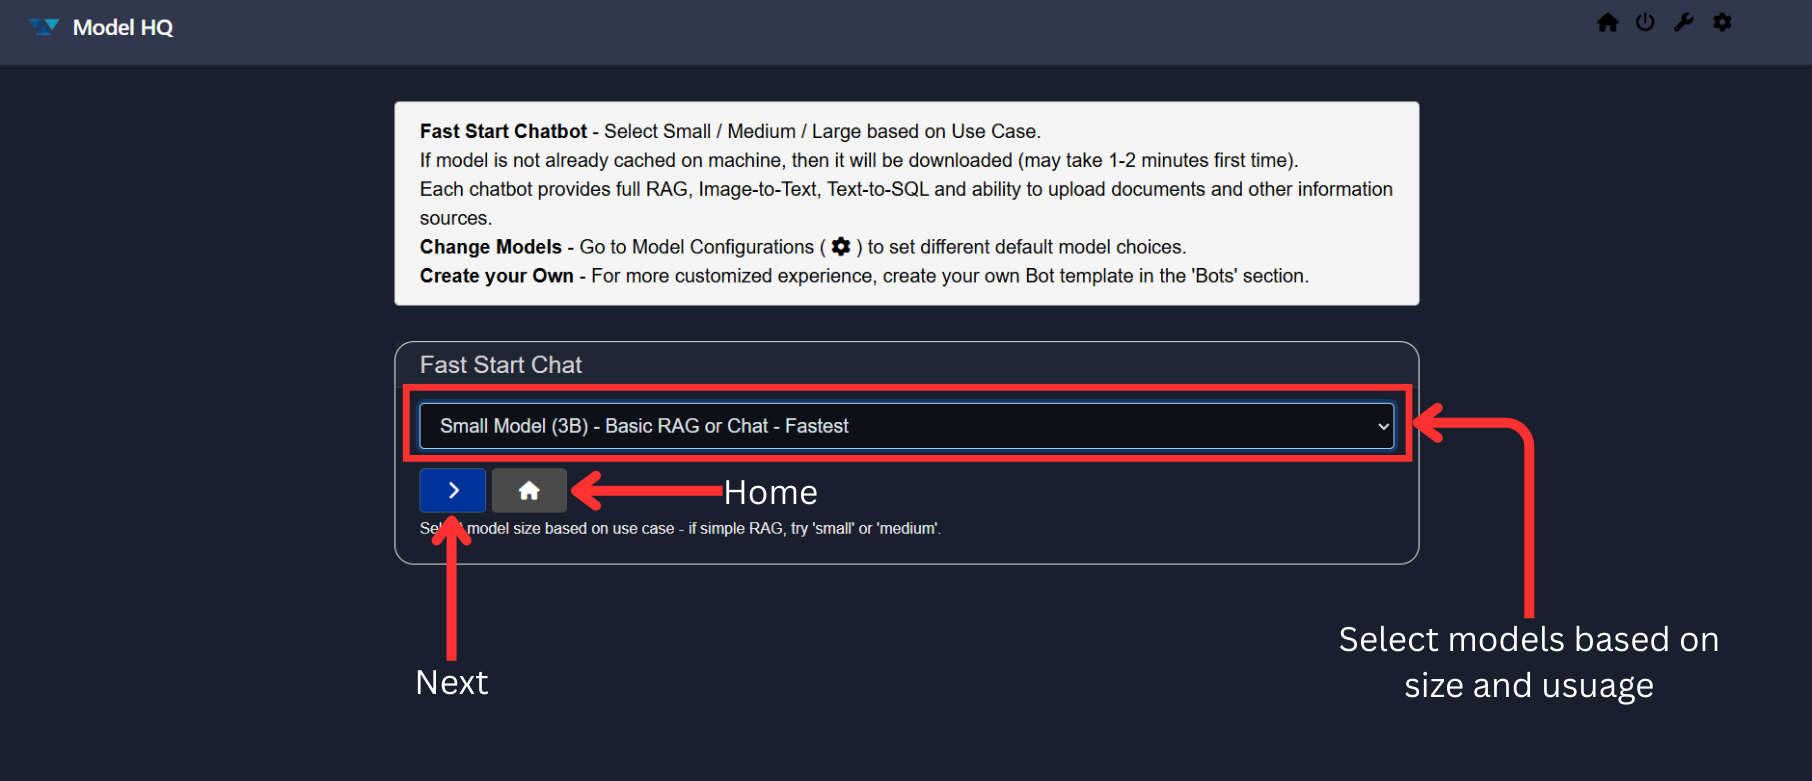 Model HQ
Fast Start Chatbot - Select Small / Medium / Large based on Use Case.
If model is not already cached on machine, then it will be downloaded (may take 1-2 minutes first time).
Each chatbot provides full RAG, Image-to-Text, Text-to-SQL and ability to upload documents and other information
sources.
Change Models - Go to Model Configurations ( ) to set different default model choices.
Create your Own - For more customized experience, create your own Bot template in the 'Bots' section.
Fast Start Chat
Small Model (3B) - Basic RAG or Chat - Fastest
Home
Select model size based on use case - if simple RAG, try 'small' or 'medium'.
Next
Select models based on
size and usuage